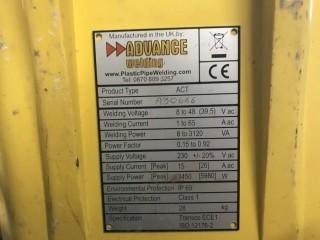 Manufactured in the UK by:
ADVANCE
welding
www.PlasticPipeWelding.com
Tel 0870 609 3257
CE
Product Type ACT
Serial Number A30646
Welding Voltage 8 to 48 (39.5) V ac
Welding Current 1 to 65 A ac
Welding Power 8 to 3120 VA
Power Factor 0.15 to 0.92
Supply Voltage 230 +/- 20% V ac
Supply Current [Peak] 15 [26] A ac
Supply Power [Peak] 3450 [5980] W
Environmental Protection IP 69
Electrical Protection Class 1
Weight 28 kg
Specification Transco ECE1
ISO 12176-2